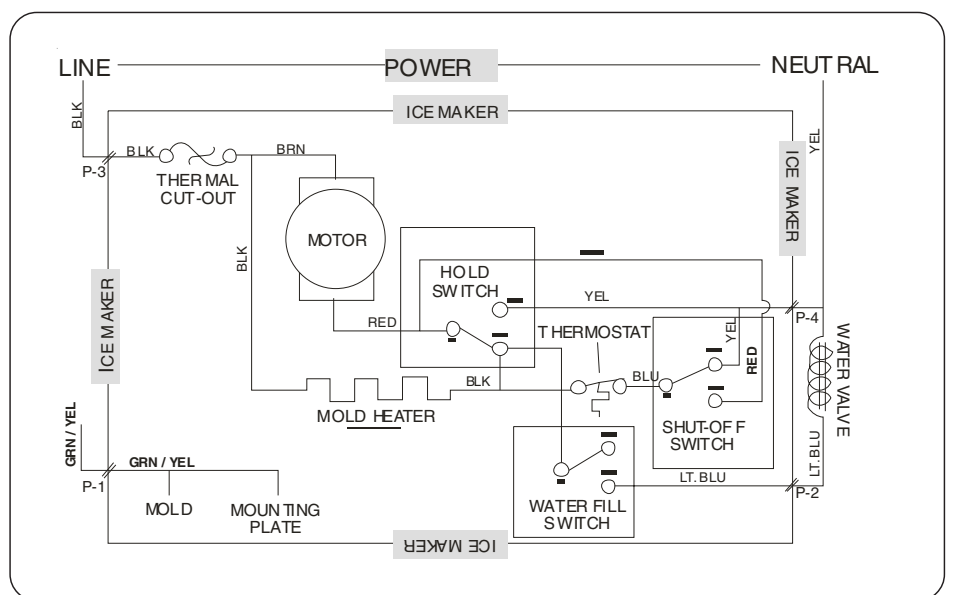 LINE
POWER
NEUTRAL
BLK
ICE MAKER
YEL
BLK
BRN
P-3
THERMAL
CUT-OUT
ICE MAKER
MOTOR
BLK
HOLD
SWITCH
ICE MAKER
YEL
RED
P-4
THERMOSTAT
YEL
RED
WATER VALVE
BLK
BLU
MOLD HEATER
SHUT-OFF
SWITCH
GRN / YEL
GRN / YEL
LT.BLU
LT.BLU
P-1
P-2
MOLD
MOUNTING
PLATE
WATER FILL
SWITCH
ICE MAKER